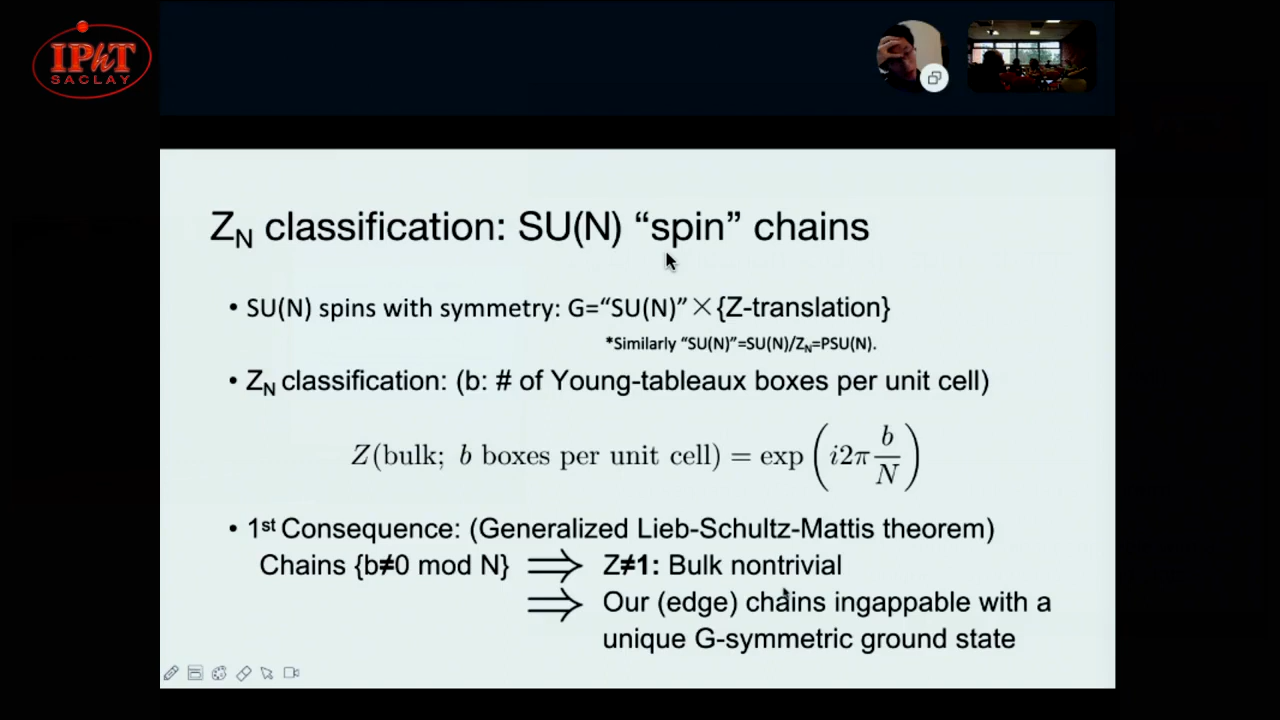 IPhT
SACLAY
Z_N classification: SU(N) “spin” chains
• SU(N) spins with symmetry: G=“SU(N)”×{Z-translation}
*Similarly “SU(N)”=SU(N)/Z_N=PSU(N).
• Z_N classification: (b: # of Young-tableaux boxes per unit cell)
Z(bulk; b boxes per unit cell) = exp(i2π b/N)
• 1st Consequence: (Generalized Lieb-Schultz-Mattis theorem)
Chains {b≠0 mod N} ⟹ Z≠1: Bulk nontrivial
⟹ Our (edge) chains ingappable with a
unique G-symmetric ground state